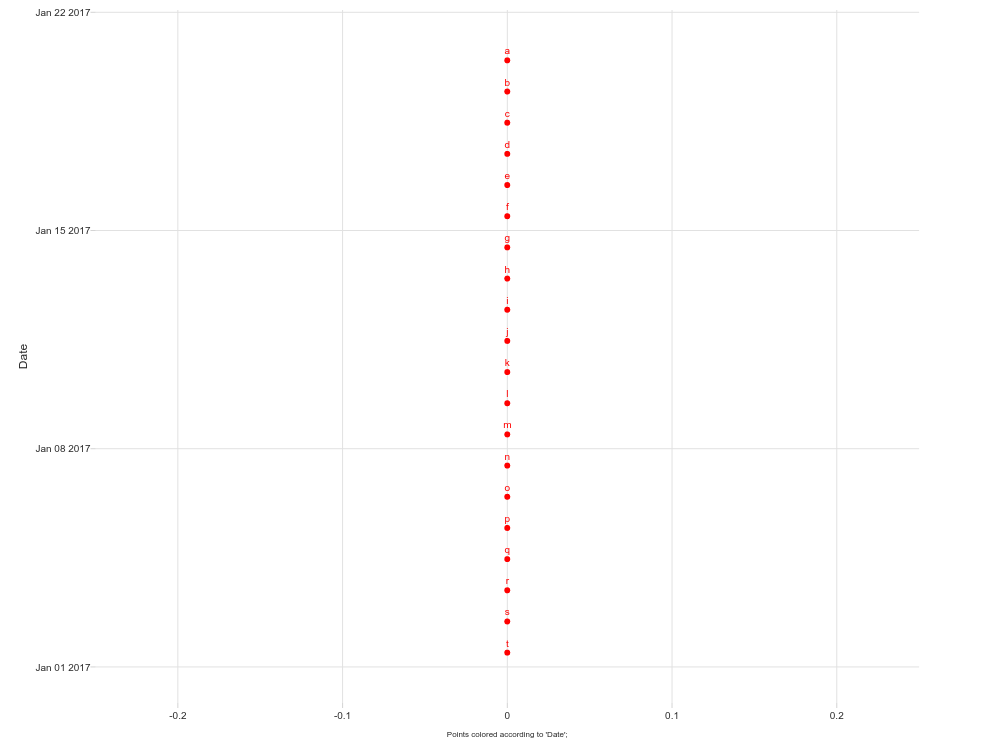 Jan 22 2017
a
b
c
d
e
f
Jan 15 2017
g
h
i
j
Date
k
l
m
Jan 08 2017
n
o
p
q
r
s
t
Jan 01 2017
-0.2 -0.1 0 0.1 0.2
Points colored according to 'Date';